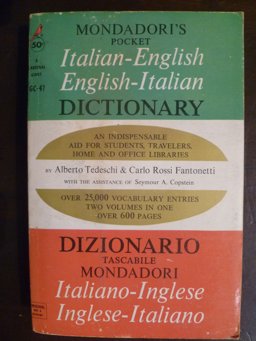 MONDADORI'S
POCKET
50¢
Italian-English
English-Italian
GC-47
DICTIONARY
AN INDISPENSABLE
AID FOR STUDENTS, TRAVELERS,
HOME AND OFFICE LIBRARIES
BY Alberto Tedeschi & Carlo Rossi Fantonetti
WITH THE ASSISTANCE OF Seymour A. Copstein
OVER 25,000 VOCABULARY ENTRIES
TWO VOLUMES IN ONE
OVER 600 PAGES
DIZIONARIO
TASCABILE
MONDADORI
Italiano-Inglese
Inglese-Italiano